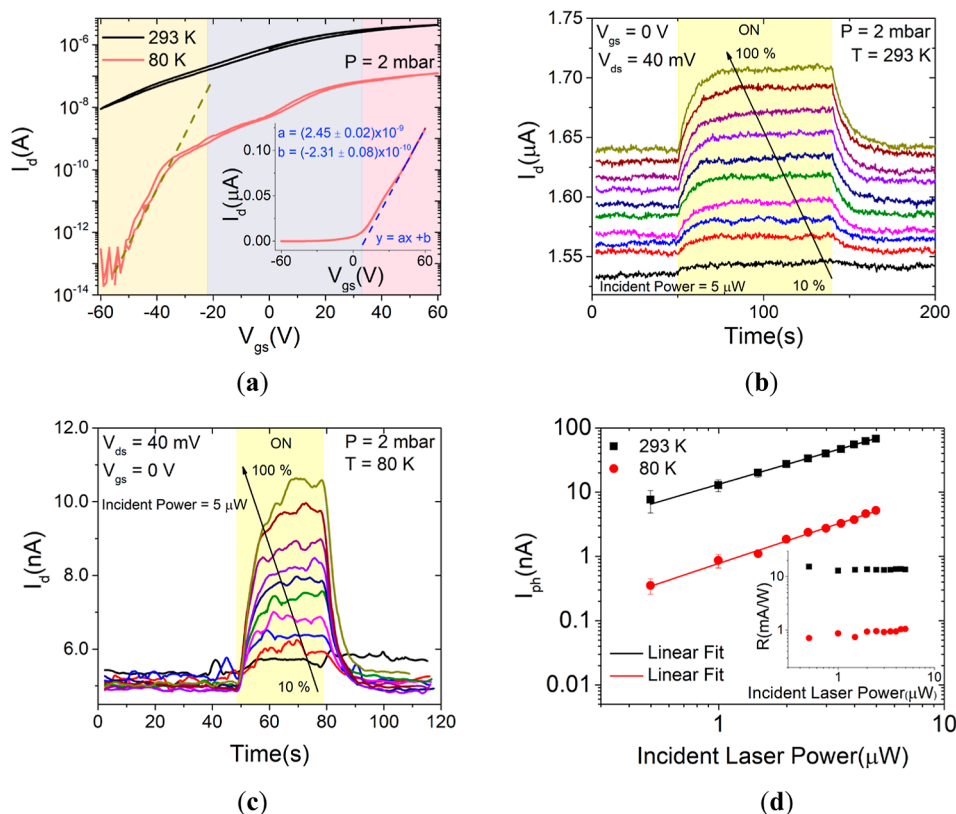 10⁻⁶
10⁻⁸
10⁻¹⁰
10⁻¹²
10⁻¹⁴
I_d(A)
293 K
80 K
P = 2 mbar
a = (2.45 ± 0.02)x10⁻⁹
b = (-2.31 ± 0.08)x10⁻¹⁰
0.10
0.05
0.00
I_d(μA)
y = ax +b
-60 0 60
V_gs(V)
-60 -40 -20 0 20 40 60
V_gs(V)
(a)
1.75
1.70
1.65
1.60
1.55
I_d(μA)
V_gs = 0 V
V_ds = 40 mV
ON
100 %
P = 2 mbar
T = 293 K
Incident Power = 5 μW
10 %
0 50 100 150 200
Time(s)
(b)
12.0
10.0
8.0
6.0
I_d(nA)
V_ds = 40 mV
V_gs = 0 V
Incident Power = 5 μW
ON
100 %
P = 2 mbar
T = 80 K
10 %
0 20 40 60 80 100 120
Time(s)
(c)
100
10
1
0.1
0.01
I_ph(nA)
293 K
80 K
10
1
R(mA/W)
1 10
Incident Laser Power(μW)
Linear Fit
Linear Fit
1 10
Incident Laser Power(μW)
(d)